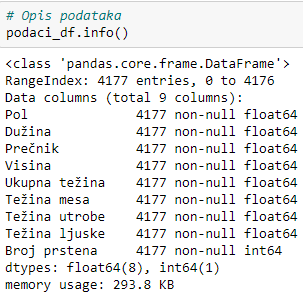 # Opis podataka
podaci_df.info()
<class 'pandas.core.frame.DataFrame'>
RangeIndex: 4177 entries, 0 to 4176
Data columns (total 9 columns):
Pol 4177 non-null float64
Dužina 4177 non-null float64
Prečnik 4177 non-null float64
Visina 4177 non-null float64
Ukupna težina 4177 non-null float64
Težina mesa 4177 non-null float64
Težina utrobe 4177 non-null float64
Težina ljuske 4177 non-null float64
Broj prstena 4177 non-null int64
dtypes: float64(8), int64(1)
memory usage: 293.8 KB